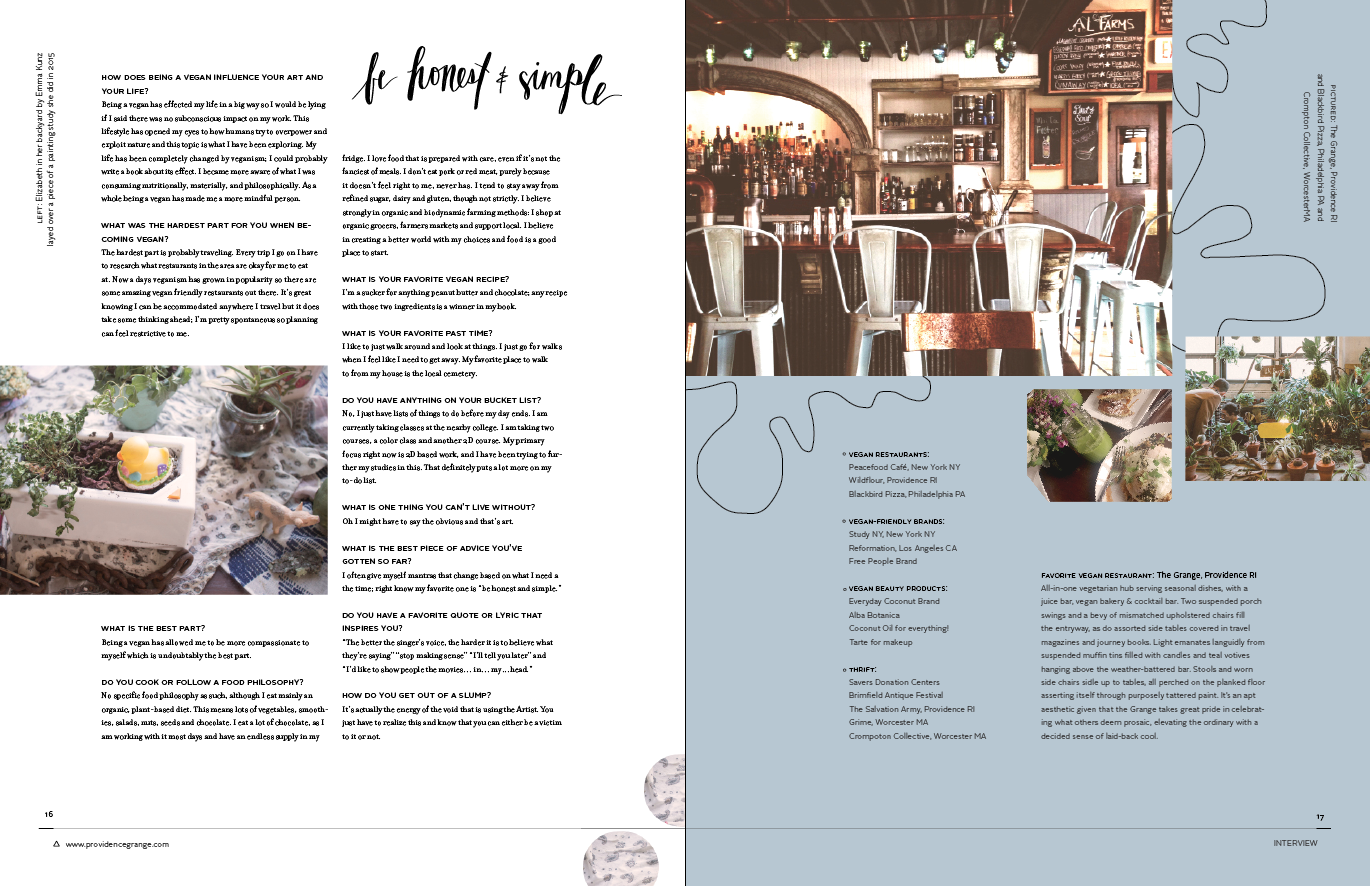 LEFT: Elizabeth in her backyard by Emma Kunz
layed over a piece of a painting study she did in 2015
be honest & simple
HOW DOES BEING A VEGAN INFLUENCE YOUR ART AND
YOUR LIFE?
Being a vegan has effected my life in a big way so I would be lying
if I said there was no subconscious impact on my work. This
lifestyle has opened my eyes to how humans try to overpower and
exploit nature and this topic is what I have been exploring. My
life has been completely changed by veganism; I could probably
write a book about its effect. I became more aware of what I was
consuming nutritionally, materially, and philosophically. As a
whole being a vegan has made me a more mindful person.
WHAT WAS THE HARDEST PART FOR YOU WHEN BE-
COMING VEGAN?
The hardest part is probably traveling. Every trip I go on I have
to research what restaurants in the area are okay for me to eat
at. Now a days veganism has grown in popularity so there are
some amazing vegan friendly restaurants out there. It's great
knowing I can be accommodated anywhere I travel but it does
take some thinking ahead; I'm pretty spontaneous so planning
can feel restrictive to me.
WHAT IS THE BEST PART?
Being a vegan has allowed me to be more compassionate to
myself which is undoubtably the best part.
DO YOU COOK OR FOLLOW A FOOD PHILOSOPHY?
No specific food philosophy as such, although I eat mainly an
organic, plant-based diet. This means lots of vegetables, smooth-
ies, salads, nuts, seeds and chocolate. I eat a lot of chocolate, as I
am working with it most days and have an endless supply in my
fridge. I love food that is prepared with care, even if it's not the
fanciest of meals. I don't eat pork or red meat, purely because
it doesn't feel right to me, never has. I tend to stay away from
refined sugar, dairy and gluten, though not strictly. I believe
strongly in organic and biodynamic farming methods: I shop at
organic grocers, farmers markets and support local. I believe
in creating a better world with my choices and food is a good
place to start.
WHAT IS YOUR FAVORITE VEGAN RECIPE?
I'm a sucker for anything peanut butter and chocolate; any recipe
with those two ingredients is a winner in my book.
WHAT IS YOUR FAVORITE PAST TIME?
I like to just walk around and look at things. I just go for walks
when I feel like I need to get away. My favorite place to walk
to from my house is the local cemetery.
DO YOU HAVE ANYTHING ON YOUR BUCKET LIST?
No, I just have lists of things to do before my day ends. I am
currently taking classes at the nearby college. I am taking two
courses, a color class and another 2D course. My primary
focus right now is 2D based work, and I have been trying to fur-
ther my studies in this. That definitely puts a lot more on my
to-do list.
WHAT IS ONE THING YOU CAN'T LIVE WITHOUT?
Oh I might have to say the obvious and that's art.
WHAT IS THE BEST PIECE OF ADVICE YOU'VE
GOTTEN SO FAR?
I often give myself mantras that change based on what I need a
the time; right know my favorite one is "be honest and simple."
DO YOU HAVE A FAVORITE QUOTE OR LYRIC THAT
INSPIRES YOU?
"The better the singer's voice, the harder it is to believe what
they're saying" "stop making sense" "I'll tell you later" and
"I'd like to show people the movies... in... my...head."
HOW DO YOU GET OUT OF A SLUMP?
It's actually the energy of the void that is using the Artist. You
just have to realize this and know that you can either be a victim
to it or not.
16
www.providencegrange.com
AL FARMS
PICTURED: The Grange, Providence RI
and Blackbird Pizza, Philadelphia PA and
Crompton Collective, WorcesterMA
VEGAN RESTAURANTS:
Peacefood Café, New York NY
Wildflour, Providence RI
Blackbird Pizza, Philadelphia PA
VEGAN-FRIENDLY BRANDS:
Study NY, New York NY
Reformation, Los Angeles CA
Free People Brand
VEGAN BEAUTY PRODUCTS:
Everyday Coconut Brand
Alba Botanica
Coconut Oil for everything!
Tarte for makeup
THRIFT:
Savers Donation Centers
Brimfield Antique Festival
The Salvation Army, Providence RI
Grime, Worcester MA
Crompoton Collective, Worcester MA
FAVORITE VEGAN RESTAURANT: The Grange, Providence RI
All-in-one vegetarian hub serving seasonal dishes, with a
juice bar, vegan bakery & cocktail bar. Two suspended porch
swings and a bevy of mismatched upholstered chairs fill
the entryway, as do assorted side tables covered in travel
magazines and journey books. Light emanates languidly from
suspended muffin tins filled with candles and teal votives
hanging above the weather-battered bar. Stools and worn
side chairs sidle up to tables, all perched on the planked floor
asserting itself through purposely tattered paint. It's an apt
aesthetic given that the Grange takes great pride in celebrat-
ing what others deem prosaic, elevating the ordinary with a
decided sense of laid-back cool.
17
INTERVIEW